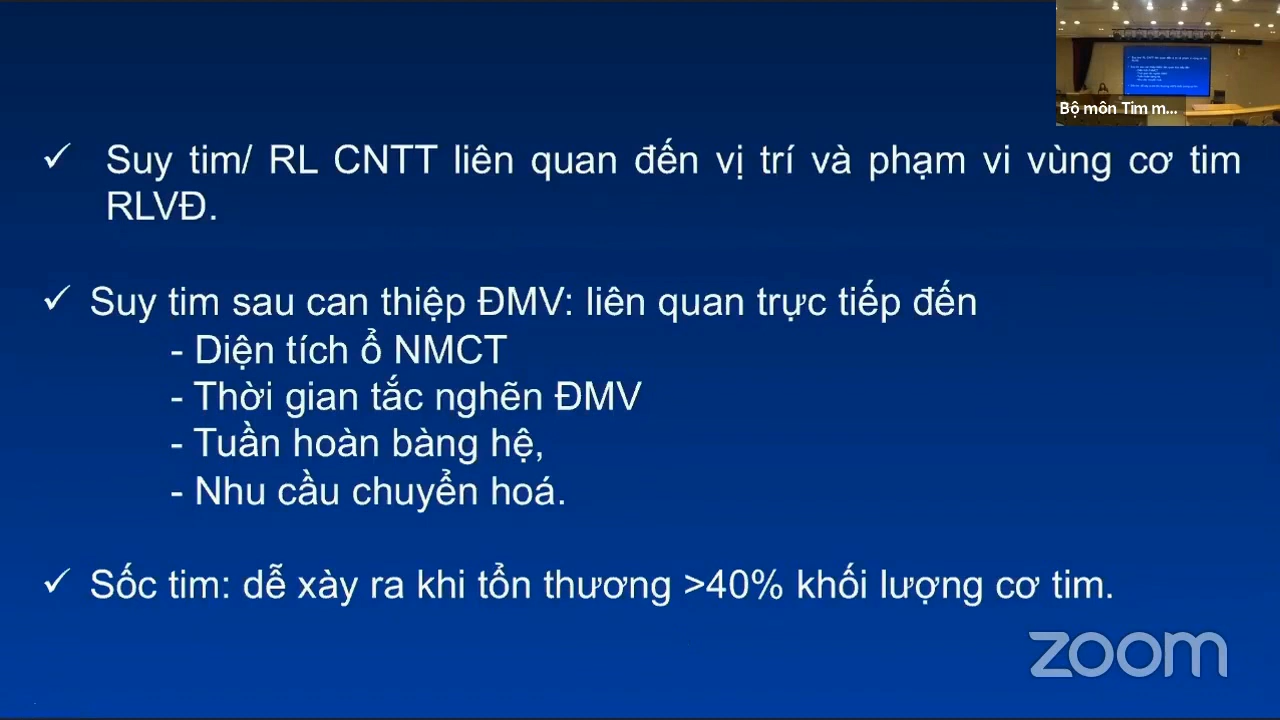 Bộ môn Tim m...
✓ Suy tim/ RL CNTT liên quan đến vị trí và phạm vi vùng cơ tim
RLVĐ.
✓ Suy tim sau can thiệp ĐMV: liên quan trực tiếp đến
- Diện tích ổ NMCT
- Thời gian tắc nghẽn ĐMV
- Tuần hoàn bàng hệ,
- Nhu cầu chuyển hoá.
✓ Sốc tim: dễ xày ra khi tổn thương >40% khối lượng cơ tim.
zoom